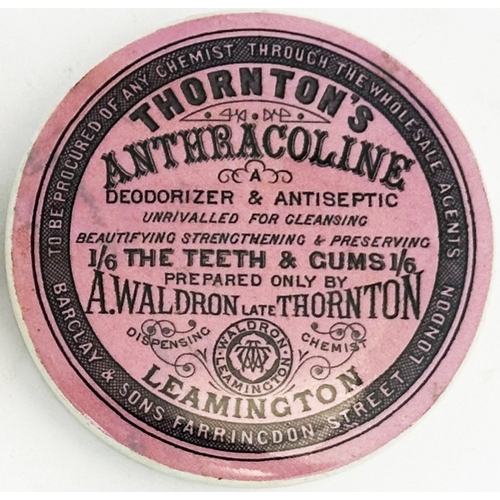 TO BE PROCURED OF ANY CHEMIST THROUGH THE WHOLESALE AGENTS
BARCLAY & SONS FARRINGDON STREET LONDON
THORNTON'S
ANTHRACOLINE
A
DEODORIZER & ANTISEPTIC
UNRIVALLED FOR CLEANSING
BEAUTIFYING STRENGTHENING & PRESERVING
1/6 THE TEETH & GUMS 1/6
PREPARED ONLY BY
A. WALDRON LATE THORNTON
DISPENSING CHEMIST
WALDRON
LEAMINGTON
LEAMINGTON